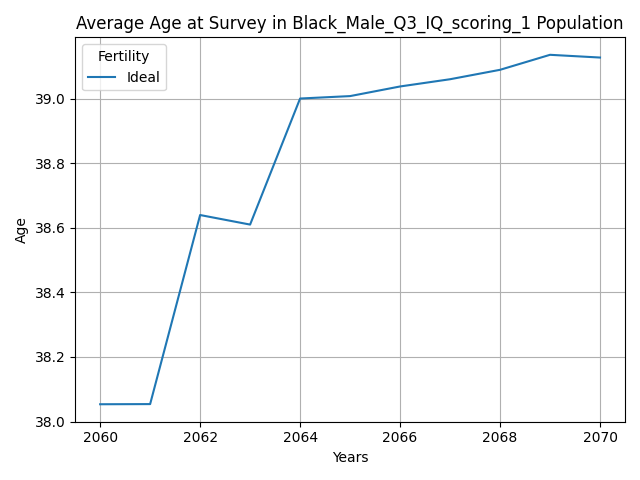 Average Age at Survey in Black_Male_Q3_IQ_scoring_1 Population
Fertility
Ideal
39.0
38.8
38.6
38.4
38.2
38.0
Age
2060 2062 2064 2066 2068 2070
Years